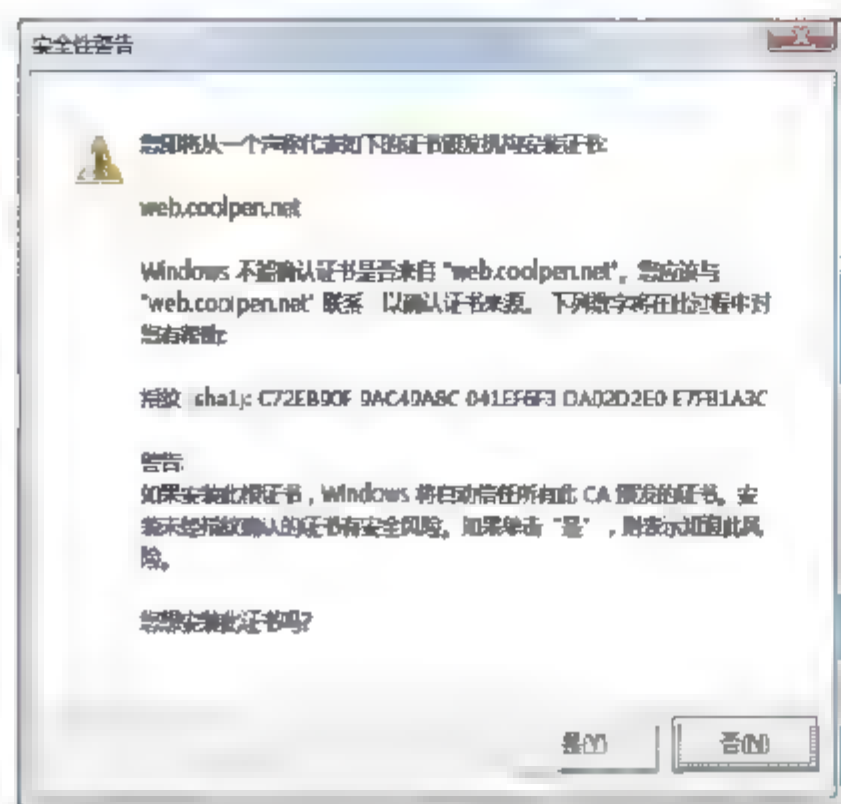 安全性警告
您即将从一个声称代表如下的证书颁发机构安装证书:
web.coolpen.net
Windows 不能确认证书是否来自 "web.coolpen.net"。您应该与
"web.coolpen.net" 联系 以确认证书来源。 下列数字将在此过程中对
您有帮助:
指纹 sha1): C72EB90F 9AC49A8C 041EF6F3 DA02D2E0 E7FB1A3C
警告:
如果安装此根证书，Windows 将自动信任所有此 CA 颁发的证书。安
装未经指纹确认的证书有安全风险。如果单击 "是" ，则表示知道此风
险。
您想安装此证书吗?
是(Y)
否(N)